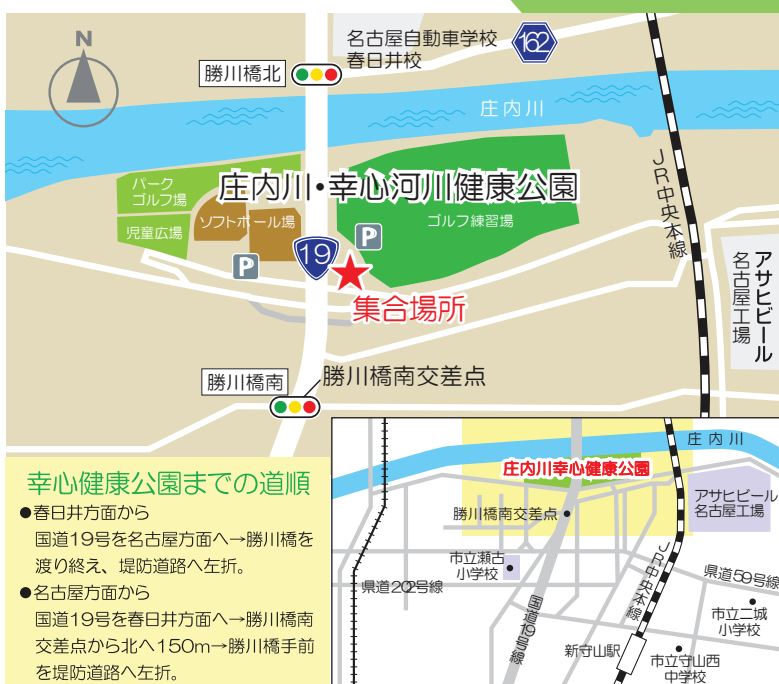 N
名古屋自動車学校
春日井校
162
勝川橋北
庄内川
JR中央本線
パーク
ゴルフ場
庄内川・幸心河川健康公園
児童広場
ソフトボール場
ゴルフ練習場
P
P
19
集合場所
アサヒビール
名古屋工場
勝川橋南
勝川橋南交差点
幸心健康公園までの道順
●春日井方面から
国道19号を名古屋方面へ→勝川橋を
渡り終え、堤防道路へ左折。
●名古屋方面から
国道19号を春日井方面へ→勝川橋南
交差点から北へ150m→勝川橋手前
を堤防道路へ左折。
庄内川
庄内川幸心健康公園
アサヒビール
名古屋工場
勝川橋南交差点
市立瀬古
小学校
県道202号線
国道19号線
JR中央本線
県道59号線
市立二城
小学校
新守山駅
市立守山西
中学校